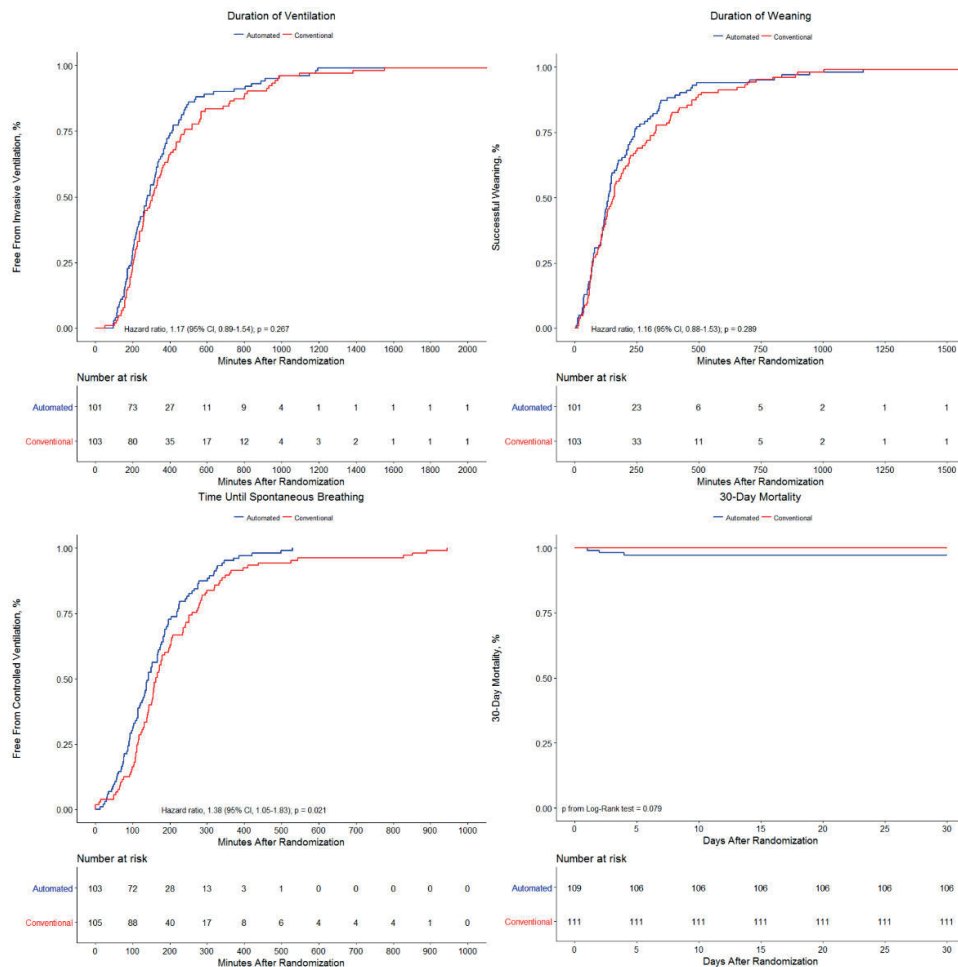 Duration of Ventilation
Automated Conventional
Free From Invasive Ventilation, %
1.00
0.75
0.50
0.25
0.00
Hazard ratio, 1.17 (95% CI, 0.89-1.54); p = 0.267
0 200 400 600 800 1000 1200 1400 1600 1800 2000
Minutes After Randomization
Number at risk
Automated 101 73 27 11 9 4 1 1 1 1 1
Conventional 103 80 35 17 12 4 3 2 1 1 1
0 200 400 600 800 1000 1200 1400 1600 1800 2000
Minutes After Randomization
Duration of Weaning
Automated Conventional
Successful Weaning, %
1.00
0.75
0.50
0.25
0.00
Hazard ratio, 1.16 (95% CI, 0.88-1.53); p = 0.289
0 250 500 750 1000 1250 1500
Minutes After Randomization
Number at risk
Automated 101 23 6 5 2 1 1
Conventional 103 33 11 5 2 1 1
0 250 500 750 1000 1250 1500
Minutes After Randomization
Time Until Spontaneous Breathing
Automated Conventional
Free From Controlled Ventilation, %
1.00
0.75
0.50
0.25
0.00
Hazard ratio, 1.38 (95% CI, 1.05-1.83); p = 0.021
0 100 200 300 400 500 600 700 800 900 1000
Minutes After Randomization
Number at risk
Automated 103 72 28 13 3 1 0 0 0 0 0
Conventional 105 88 40 17 8 6 4 4 4 1 0
0 100 200 300 400 500 600 700 800 900 1000
Minutes After Randomization
30-Day Mortality
Automated Conventional
30-Day Mortality, %
1.00
0.75
0.50
0.25
0.00
p from Log-Rank test = 0.079
0 5 10 15 20 25 30
Days After Randomization
Number at risk
Automated 109 106 106 106 106 106 106
Conventional 111 111 111 111 111 111 111
0 5 10 15 20 25 30
Days After Randomization